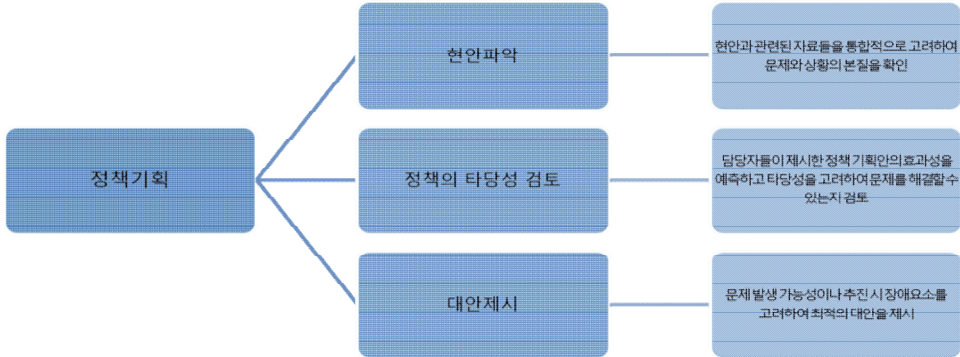 정책기획
현안파악
현안과 관련된 자료들을 통합적으로 고려하여
문제와 상황의 본질을 확인
정책의 타당성 검토
담당자들이 제시한 정책 기획안의 효과성을
예측하고 타당성을 고려하여 문제를 해결할 수
있는지 검토
대안제시
문제 발생 가능성이나 추진 시 장애요소를
고려하여 최적의 대안을 제시